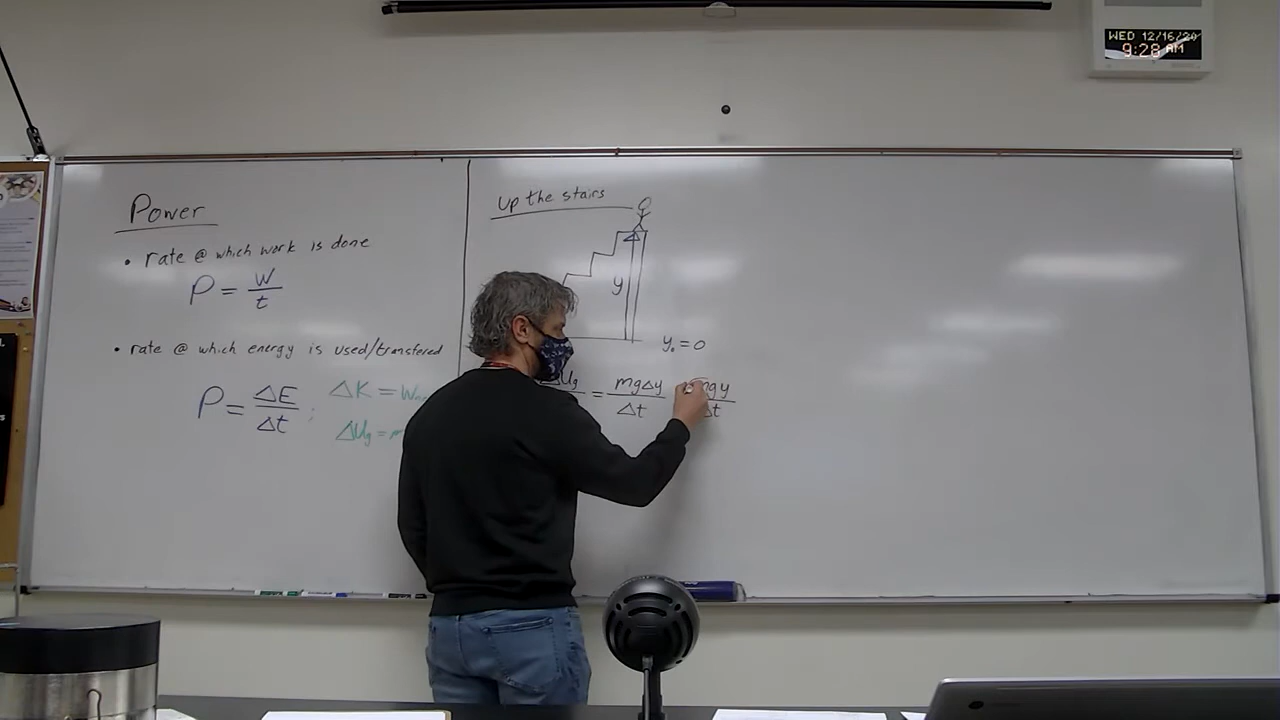 WED 12/16/20
9:28 AM
Power
• rate @ which work is done
P = W/t
• rate @ which energy is used/transfered
P = ΔE/Δt ; ΔK = W
ΔUg = m
Up the stairs
y
y₀ = 0
ΔUg = mgΔy/Δt = mgy/Δt